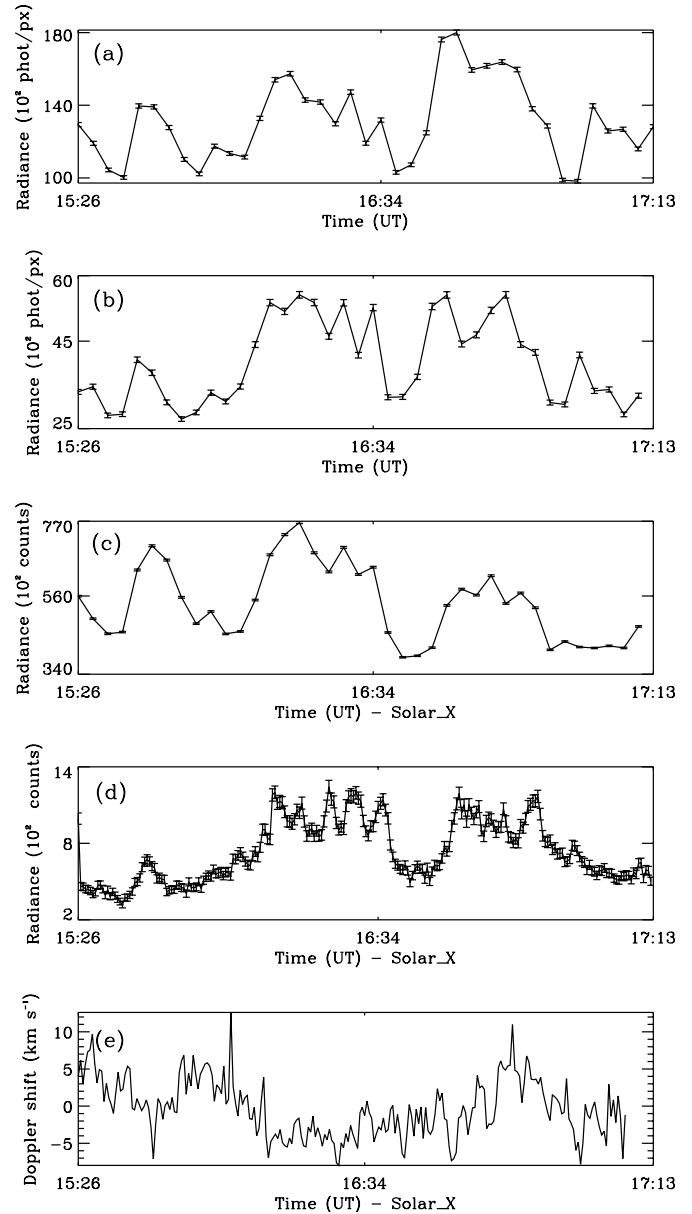 (a)
Radiance (10² phot/px)
180
140
100
15:26 16:34 17:13
Time (UT)
(b)
Radiance (10² phot/px)
60
45
25
15:26 16:34 17:13
Time (UT)
(c)
Radiance (10² counts)
770
560
340
15:26 16:34 17:13
Time (UT) − Solar_X
(d)
Radiance (10² counts)
14
8
2
15:26 16:34 17:13
Time (UT) − Solar_X
(e)
Doppler shift (km s⁻¹)
10
5
0
−5
15:26 16:34 17:13
Time (UT) − Solar_X